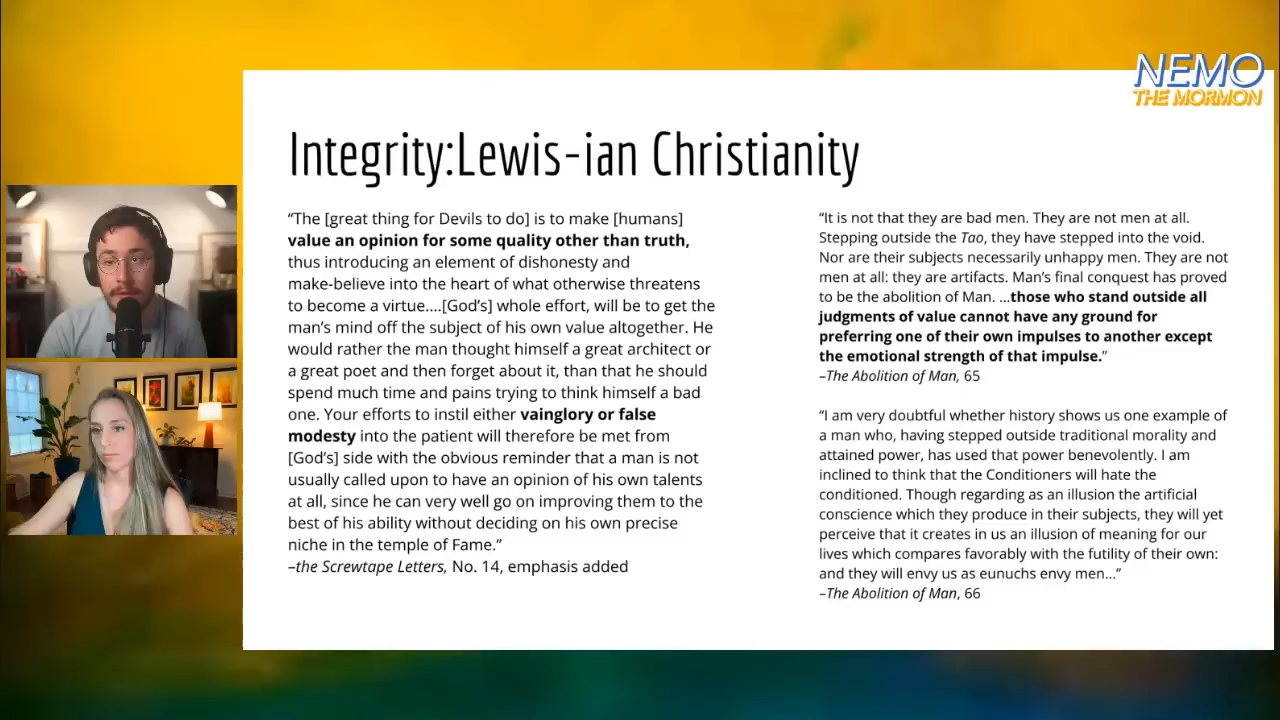 NEMO
THE MORMON
Integrity:Lewis-ian Christianity
“The [great thing for Devils to do] is to make [humans]
value an opinion for some quality other than truth,
thus introducing an element of dishonesty and
make-believe into the heart of what otherwise threatens
to become a virtue....[God’s] whole effort, will be to get the
man’s mind off the subject of his own value altogether. He
would rather the man thought himself a great architect or
a great poet and then forget about it, than that he should
spend much time and pains trying to think himself a bad
one. Your efforts to instil either vainglory or false
modesty into the patient will therefore be met from
[God’s] side with the obvious reminder that a man is not
usually called upon to have an opinion of his own talents
at all, since he can very well go on improving them to the
best of his ability without deciding on his own precise
niche in the temple of Fame.”
–the Screwtape Letters, No. 14, emphasis added
“It is not that they are bad men. They are not men at all.
Stepping outside the Tao, they have stepped into the void.
Nor are their subjects necessarily unhappy men. They are not
men at all: they are artifacts. Man’s final conquest has proved
to be the abolition of Man. ...those who stand outside all
judgments of value cannot have any ground for
preferring one of their own impulses to another except
the emotional strength of that impulse.”
–The Abolition of Man, 65
“I am very doubtful whether history shows us one example of
a man who, having stepped outside traditional morality and
attained power, has used that power benevolently. I am
inclined to think that the Conditioners will hate the
conditioned. Though regarding as an illusion the artificial
conscience which they produce in their subjects, they will yet
perceive that it creates in us an illusion of meaning for our
lives which compares favorably with the futility of their own:
and they will envy us as eunuchs envy men...”
–The Abolition of Man, 66